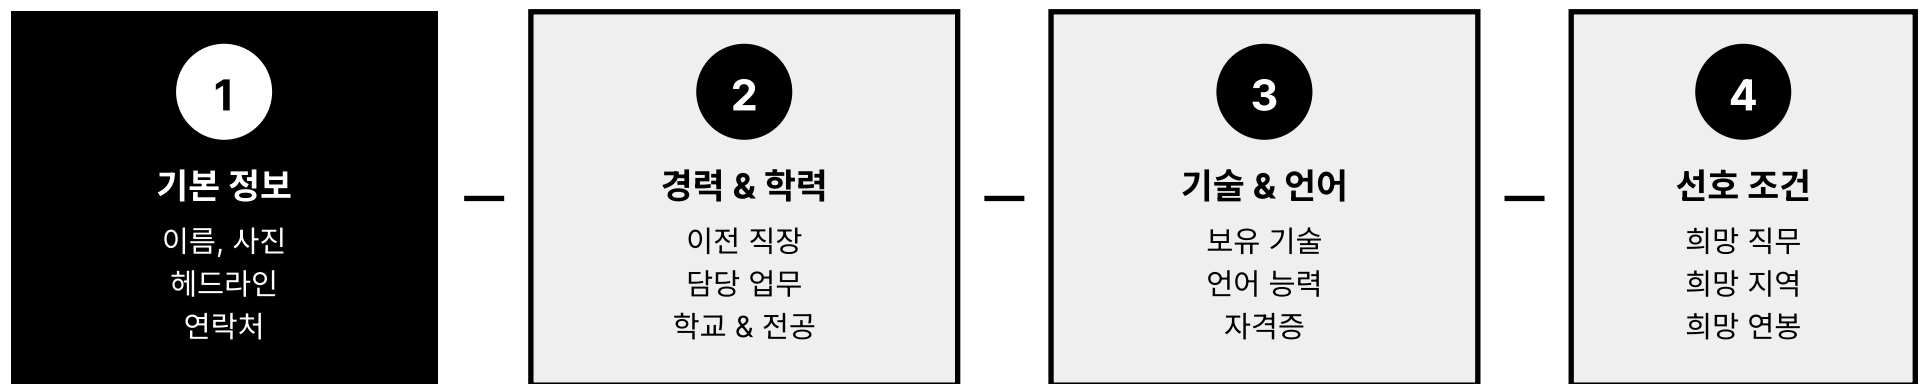 1
기본 정보
이름, 사진
헤드라인
연락처
2
경력 & 학력
이전 직장
담당 업무
학교 & 전공
3
기술 & 언어
보유 기술
언어 능력
자격증
4
선호 조건
희망 직무
희망 지역
희망 연봉